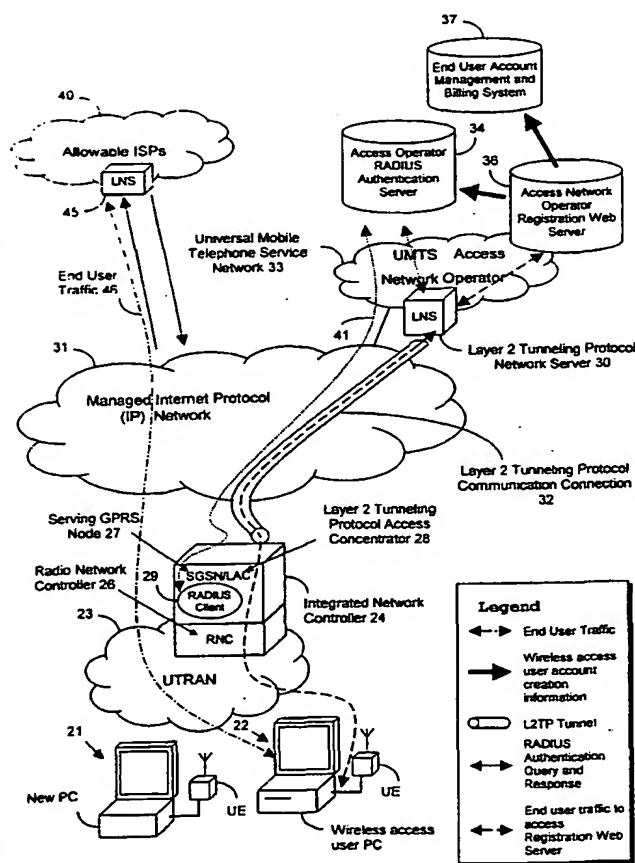 37
End User Account
Management and
Billing System
40
Allowable ISPs
LNS
45
34
Access Operator
RADIUS
Authentication
Server
36
Access Network
Operator
Registration Web
Server
Universal Mobile
Telephone Service
Network 33
UMTS Access
Network Operator
LNS
End User
Traffic 46
41
Layer 2 Tunneling Protocol
Network Server 30
31
Managed Internet Protocol
(IP) Network
Layer 2 Tunneling Protocol
Communication Connection
32
Serving GPRS
Node 27
Layer 2 Tunneling
Protocol Access
Concentrator 28
Radio Network
Controller 26
29
SGSN/LAC
RADIUS
Client
Integrated Network
Controller 24
23
RNC
UTRAN
21
22
New PC
UE
UE
Wireless access
user PC
Legend
End User Traffic
Wireless access
user account
creation
information
L2TP Tunnel
RADIUS
Authentication
Query and
Response
End user traffic to
access
Registration Web
Server